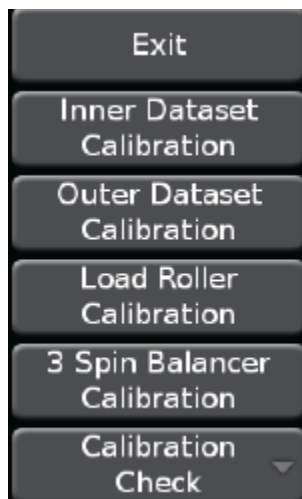 Exit
Inner Dataset
Calibration
Outer Dataset
Calibration
Load Roller
Calibration
3 Spin Balancer
Calibration
Calibration
Check